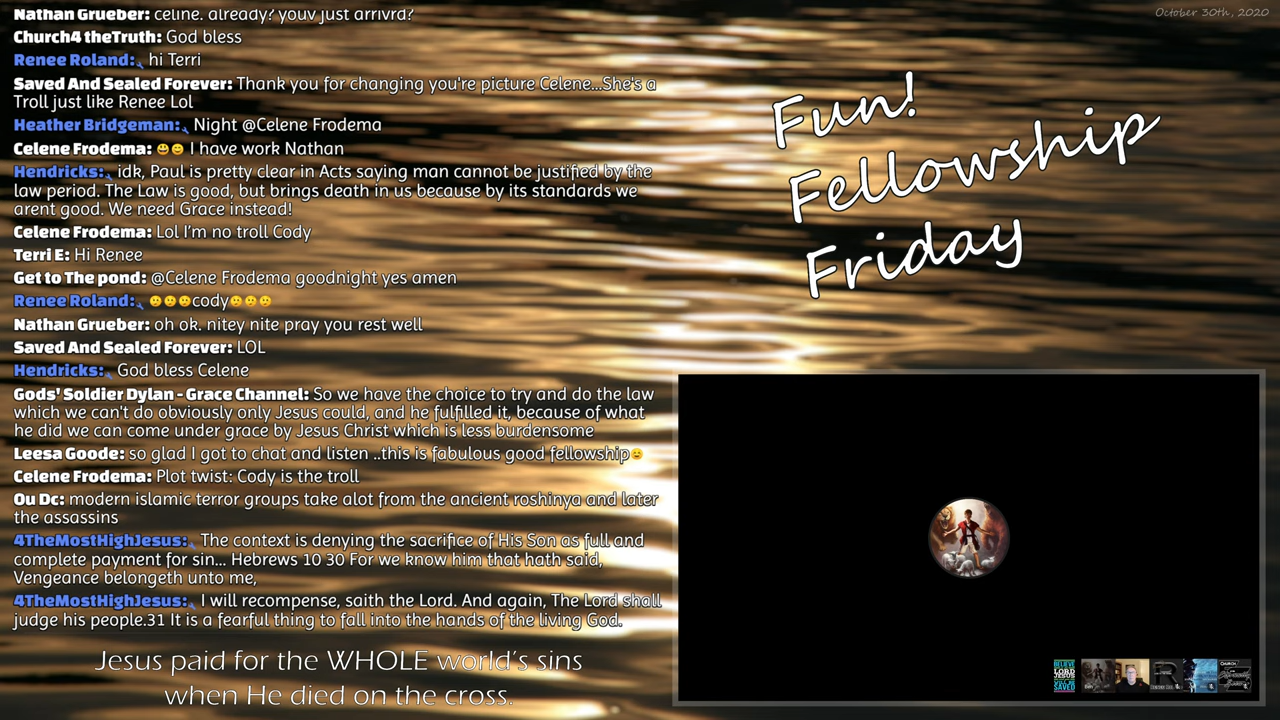 Nathan Grueber: celine. already? youv just arrivrd?
October 30th, 2020
Church4 theTruth: God bless
Renee Roland: hi Terri
Saved And Sealed Forever: Thank you for changing you're picture Celene...She's a
Troll just like Renee Lol
Heather Bridgeman: Night @Celene Frodema
Celene Frodema: 😃😊 I have work Nathan
Hendricks: idk, Paul is pretty clear in Acts saying man cannot be justified by the
law period. The Law is good, but brings death in us because by its standards we
arent good. We need Grace instead!
Celene Frodema: Lol I'm no troll Cody
Terri E: Hi Renee
Get to The pond: @Celene Frodema goodnight yes amen
Renee Roland: 😕😕😕cody😕😕😕
Nathan Grueber: oh ok. nitey nite pray you rest well
Saved And Sealed Forever: LOL
Hendricks: God bless Celene
Gods' Soldier Dylan - Grace Channel: So we have the choice to try and do the law
which we can't do obviously only Jesus could, and he fulfilled it, because of what
he did we can come under grace by Jesus Christ which is less burdensome
Leesa Goode: so glad I got to chat and listen ..this is fabulous good fellowship😊
Celene Frodema: Plot twist: Cody is the troll
Ou Dc: modern islamic terror groups take alot from the ancient roshinya and later
the assassins
4TheMostHighJesus: The context is denying the sacrifice of His Son as full and
complete payment for sin... Hebrews 10 30 For we know him that hath said,
Vengeance belongeth unto me,
4TheMostHighJesus: I will recompense, saith the Lord. And again, The Lord shall
judge his people.31 It is a fearful thing to fall into the hands of the living God.
Jesus paid for the WHOLE world's sins
when He died on the cross.
Fun!
Fellowship
Friday
BELIEVE
LORD
JESUS
SAVED